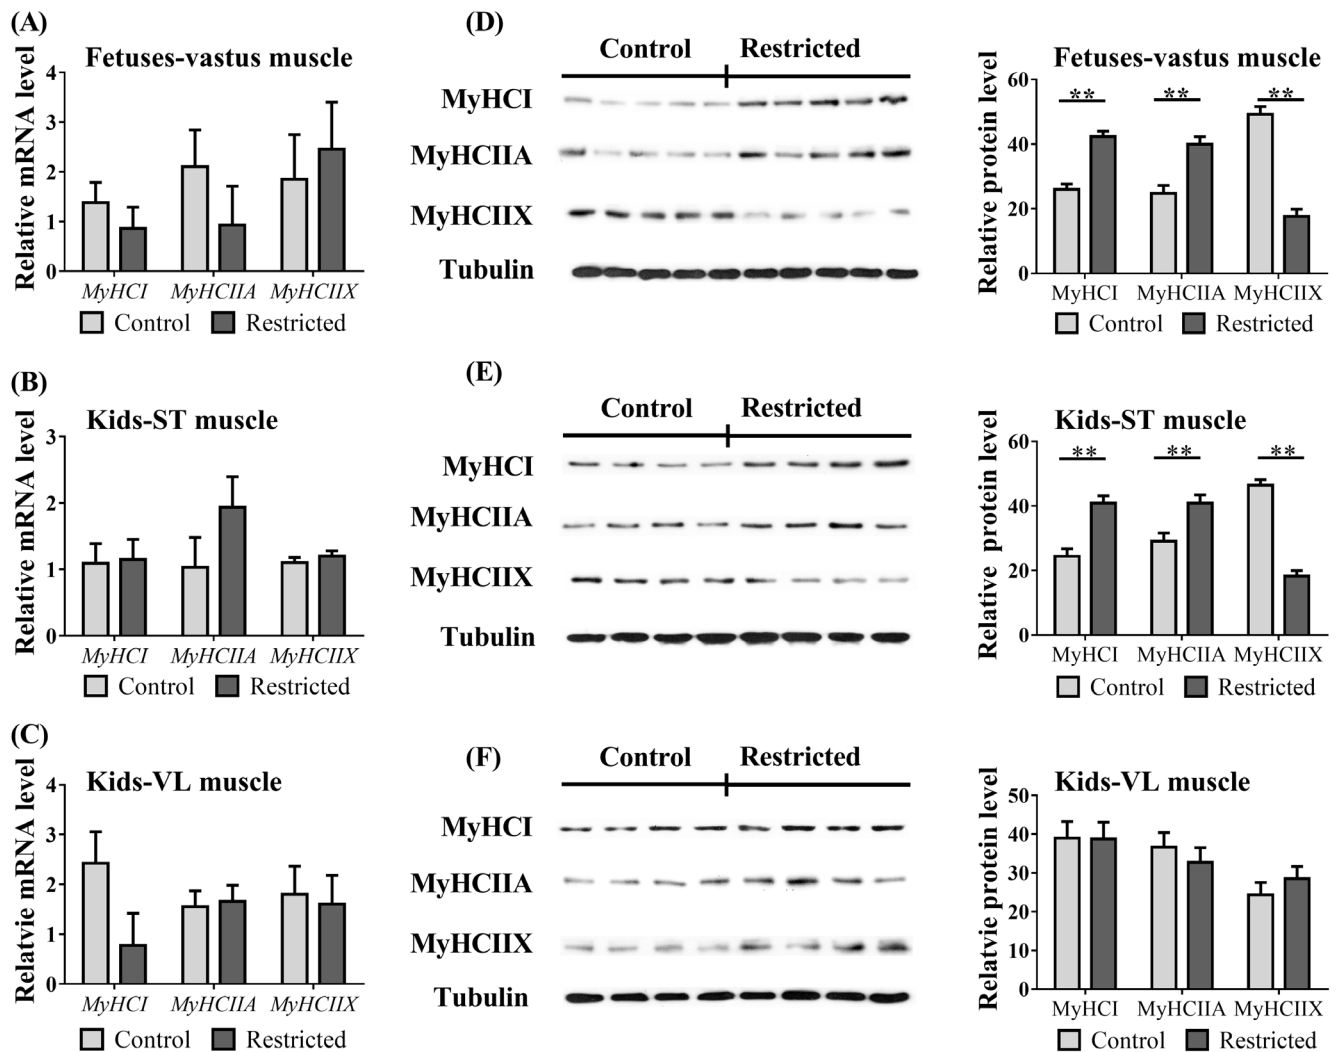 (A)
Fetuses-vastus muscle
Relative mRNA level
4
3
2
1
0
MyHCI MyHCIIA MyHCIIX
Control Restricted
(D)
Control Restricted
MyHCI
MyHCIIA
MyHCIIX
Tubulin
Fetuses-vastus muscle
Relative protein level
60
40
20
0
** ** **
MyHCI MyHCIIA MyHCIIX
Control Restricted
(B)
Kids-ST muscle
Relative mRNA level
3
2
1
0
MyHCI MyHCIIA MyHCIIX
Control Restricted
(E)
Control Restricted
MyHCI
MyHCIIA
MyHCIIX
Tubulin
Kids-ST muscle
Relative protein level
60
40
20
0
** ** **
MyHCI MyHCIIA MyHCIIX
Control Restricted
(C)
Kids-VL muscle
Relatvie mRNA level
4
3
2
1
0
MyHCI MyHCIIA MyHCIIX
Control Restricted
(F)
Control Restricted
MyHCI
MyHCIIA
MyHCIIX
Tubulin
Kids-VL muscle
Relatvie protein level
50
40
30
20
10
0
MyHCI MyHCIIA MyHCIIX
Control Restricted